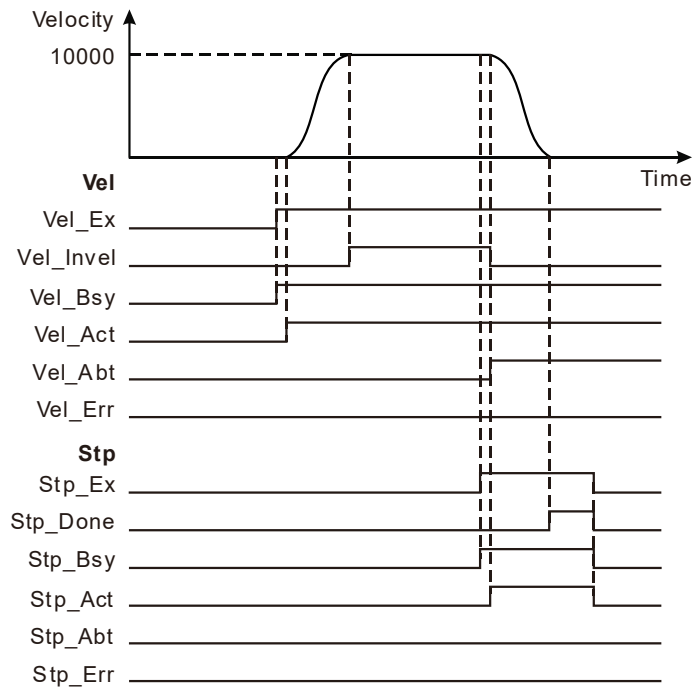 Velocity
10000
Time
Vel
Vel_Ex
Vel_Invel
Vel_Bsy
Vel_Act
Vel_Abt
Vel_Err
Stp
Stp_Ex
Stp_Done
Stp_Bsy
Stp_Act
Stp_Abt
Stp_Err